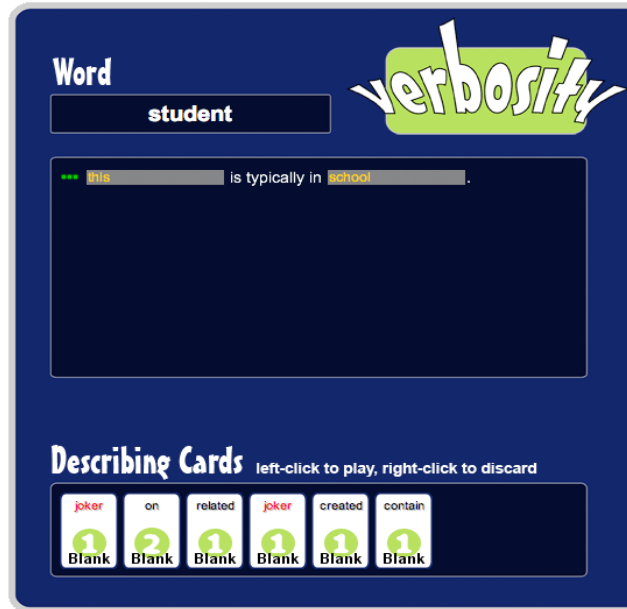 Word
verbosity
student
*** this is typically in school.
Describing Cards left-click to play, right-click to discard
joker on related joker created contain
1 2 1 1 1 1
Blank Blank Blank Blank Blank Blank